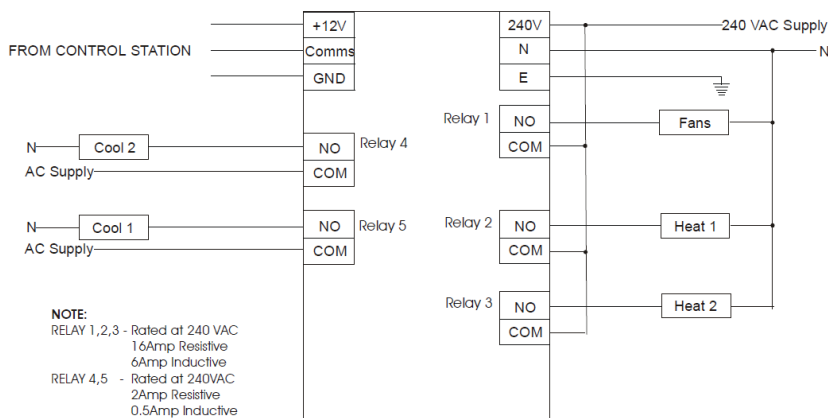 +12V
240V
240 VAC Supply
FROM CONTROL STATION
Comms
N
N
GND
E
Relay 1
NO
Fans
COM
N
Cool 2
NO
Relay 4
AC Supply
COM
N
Cool 1
NO
Relay 5
AC Supply
COM
Relay 2
NO
Heat 1
COM
Relay 3
NO
Heat 2
COM
NOTE:
RELAY 1,2,3 - Rated at 240 VAC
16Amp Resistive
6Amp Inductive
RELAY 4,5 - Rated at 240VAC
2Amp Resistive
0.5Amp Inductive